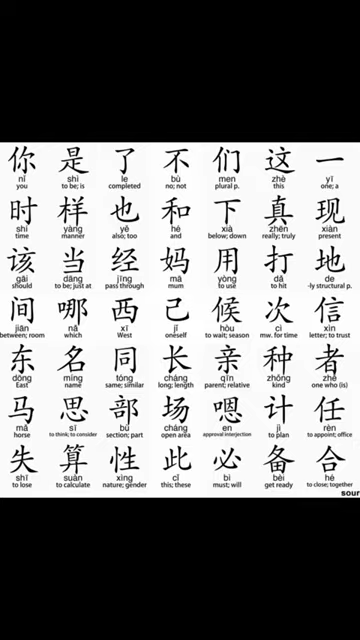 你 是 了 不 们 这 一
nǐ shì le bù men zhè yī
you to be; is completed no; not plural p. this one; a
时 样 也 和 下 真 现
shí yàng yě hé xià zhēn xiàn
time manner also; too and below; down really; truly present
该 当 经 妈 用 打 地
gāi dāng jīng mā yòng dǎ de
should to be; just at pass through mum to use to hit -ly structural p.
间 哪 西 己 候 次 信
jiān nǎ xī jǐ hòu cì xìn
between; room which West oneself to wait; season mw. for time letter; to trust
东 名 同 长 亲 种 者
dōng míng tóng cháng qīn zhǒng zhě
East name same; similar long; length parent; relative kind one who (is)
马 思 部 场 嗯 计 任
mǎ sī bù chǎng en jì rèn
horse to think; to consider section; part open area approval interjection to plan to appoint; office
失 算 性 此 必 备 合
shī suàn xìng cǐ bì bèi hé
to lose to calculate nature; gender this; these must; will get ready to close; together
sour